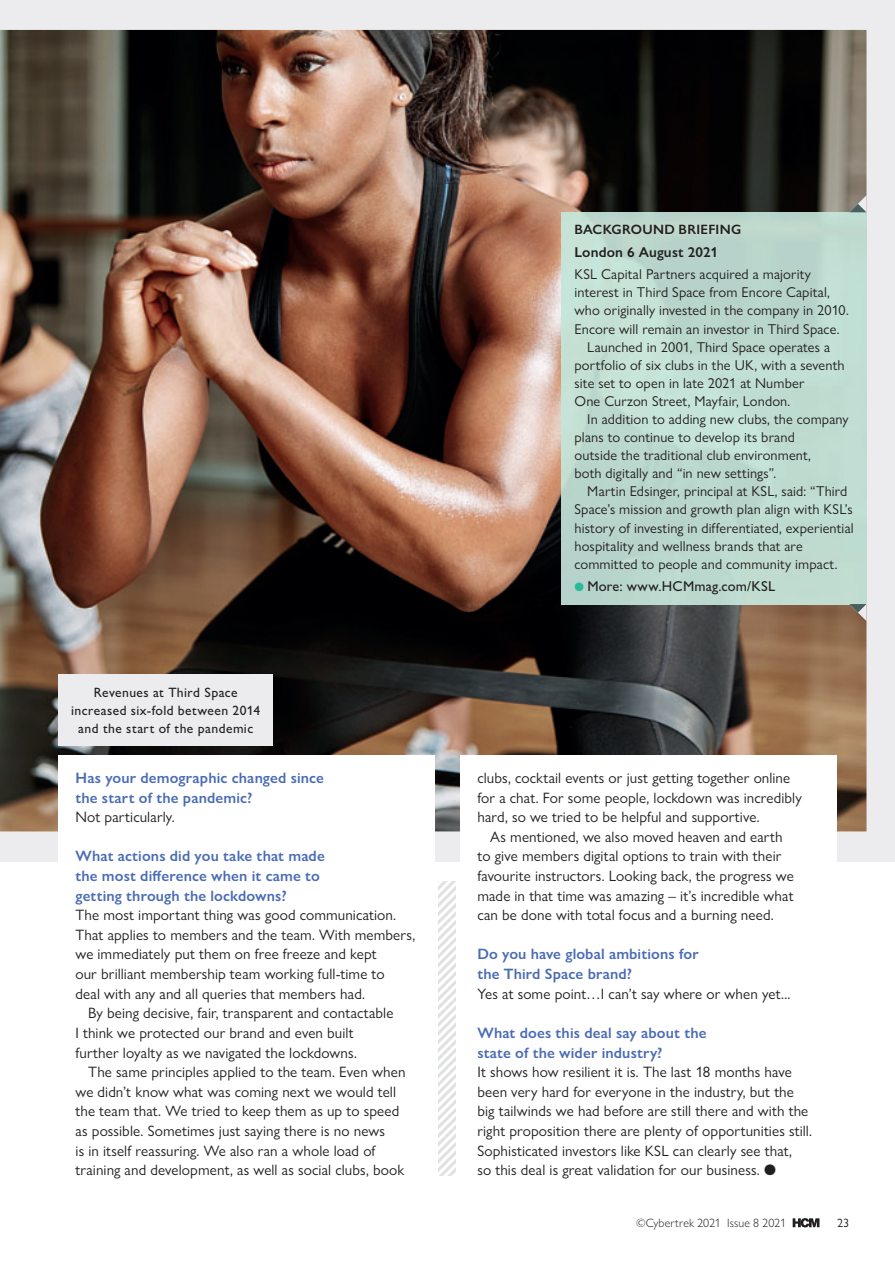 BACKGROUND BRIEFING
London 6 August 2021
KSL Capital Partners acquired a majority
interest in Third Space from Encore Capital,
who originally invested in the company in 2010.
Encore will remain an investor in Third Space.
Launched in 2001, Third Space operates a
portfolio of six clubs in the UK, with a seventh
site set to open in late 2021 at Number
One Curzon Street, Mayfair, London.
In addition to adding new clubs, the company
plans to continue to develop its brand
outside the traditional club environment,
both digitally and “in new settings”.
Martin Edsinger, principal at KSL, said: “Third
Space’s mission and growth plan align with KSL’s
history of investing in differentiated, experiential
hospitality and wellness brands that are
committed to people and community impact.
● More: www.HCMmag.com/KSL
Revenues at Third Space
increased six-fold between 2014
and the start of the pandemic
Has your demographic changed since
the start of the pandemic?
Not particularly.
What actions did you take that made
the most difference when it came to
getting through the lockdowns?
The most important thing was good communication.
That applies to members and the team. With members,
we immediately put them on free freeze and kept
our brilliant membership team working full-time to
deal with any and all queries that members had.
By being decisive, fair, transparent and contactable
I think we protected our brand and even built
further loyalty as we navigated the lockdowns.
The same principles applied to the team. Even when
we didn’t know what was coming next we would tell
the team that. We tried to keep them as up to speed
as possible. Sometimes just saying there is no news
is in itself reassuring. We also ran a whole load of
training and development, as well as social clubs, book
clubs, cocktail events or just getting together online
for a chat. For some people, lockdown was incredibly
hard, so we tried to be helpful and supportive.
As mentioned, we also moved heaven and earth
to give members digital options to train with their
favourite instructors. Looking back, the progress we
made in that time was amazing – it’s incredible what
can be done with total focus and a burning need.
Do you have global ambitions for
the Third Space brand?
Yes at some point…I can’t say where or when yet...
What does this deal say about the
state of the wider industry?
It shows how resilient it is. The last 18 months have
been very hard for everyone in the industry, but the
big tailwinds we had before are still there and with the
right proposition there are plenty of opportunities still.
Sophisticated investors like KSL can clearly see that,
so this deal is great validation for our business. ●
©Cybertrek 2021 Issue 8 2021 HCM 23